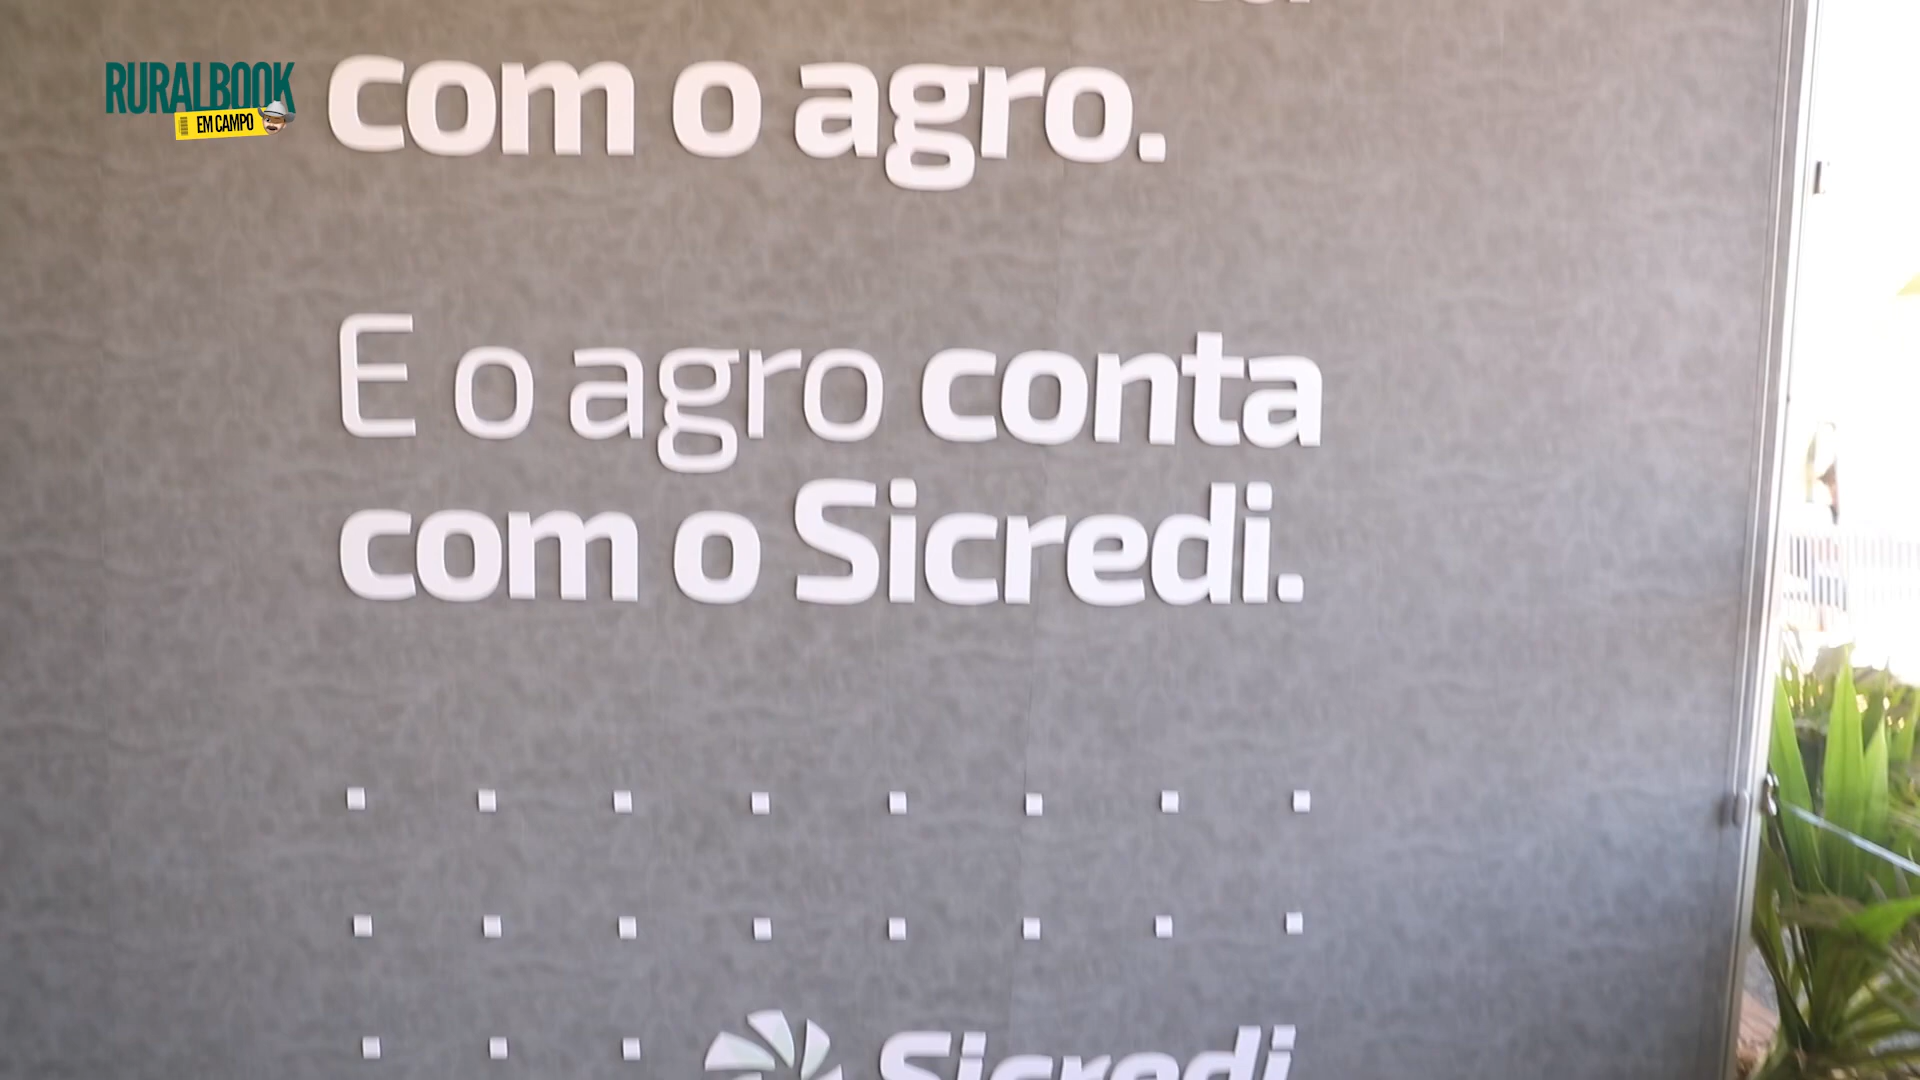 RURALBOOK
EM CAMPO
com o agro.
E o agro conta
com o Sicredi.
Sicredi